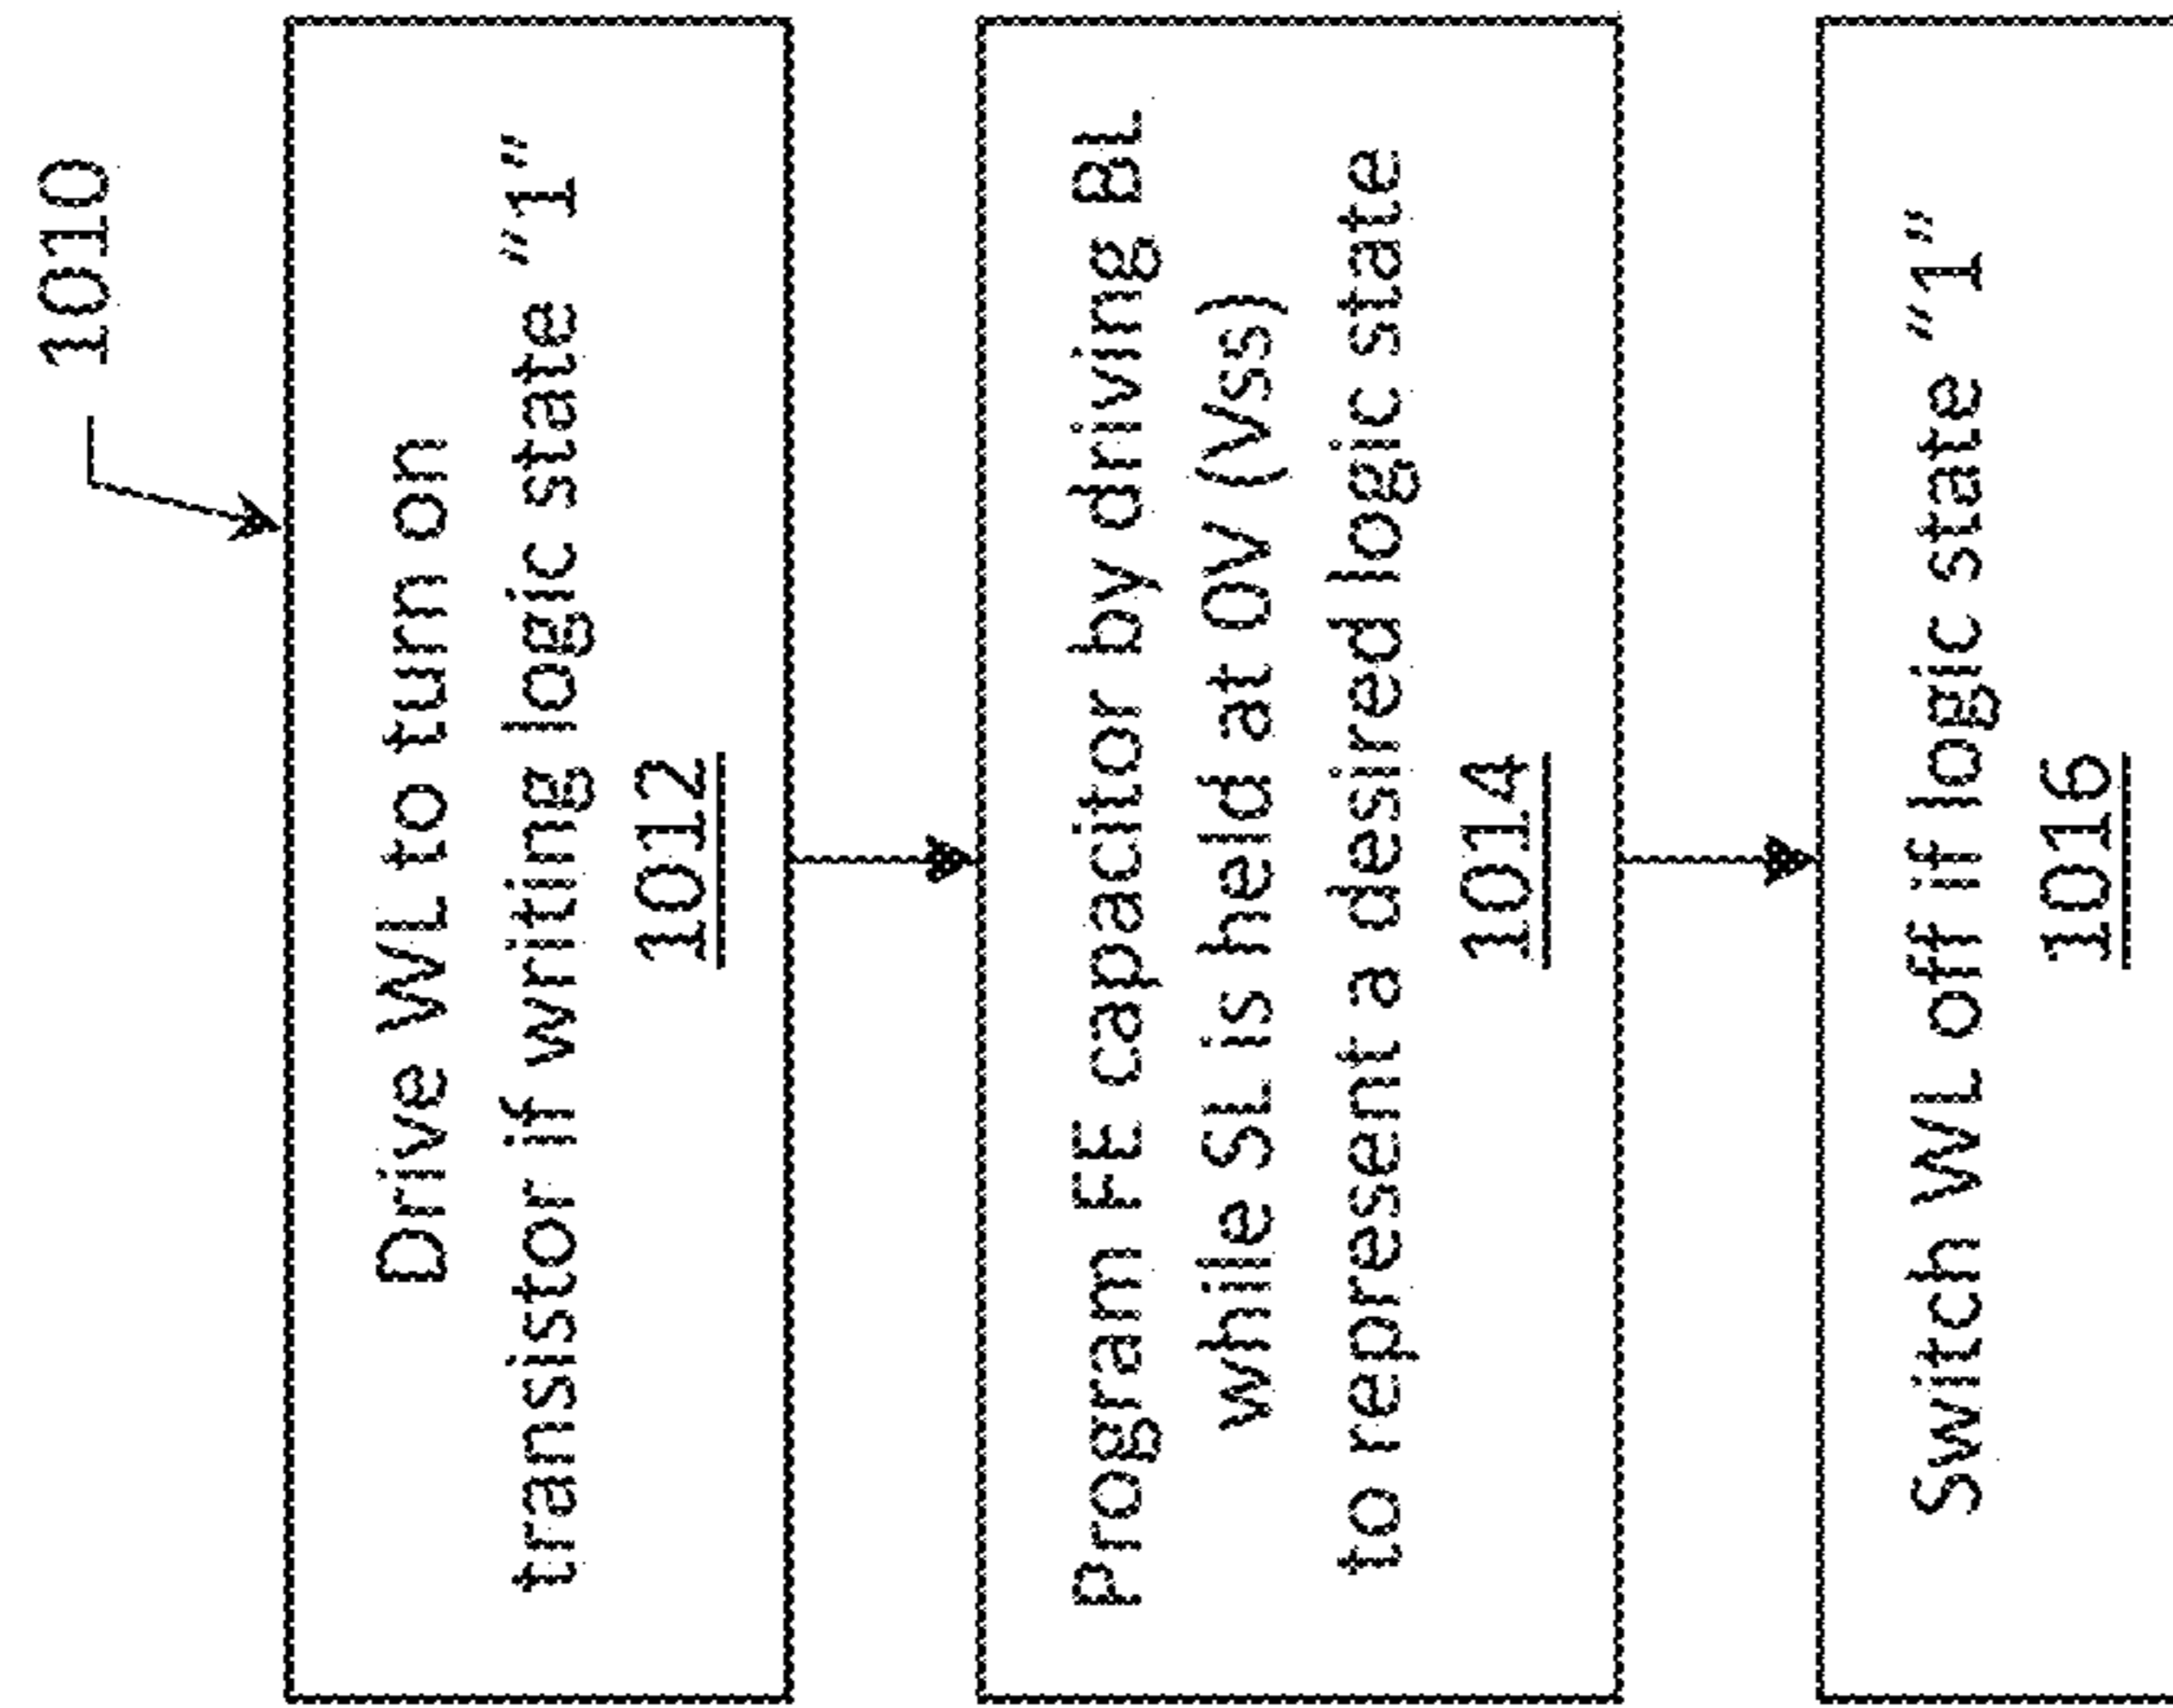 1010
Drive WL to turn on
transistor if writing logic state "1"
1012
Program FE capacitor by driving BL
while SL is held at 0V (Vss)
to represent a desired logic state
1014
Switch WL off if logic state "1"
1016